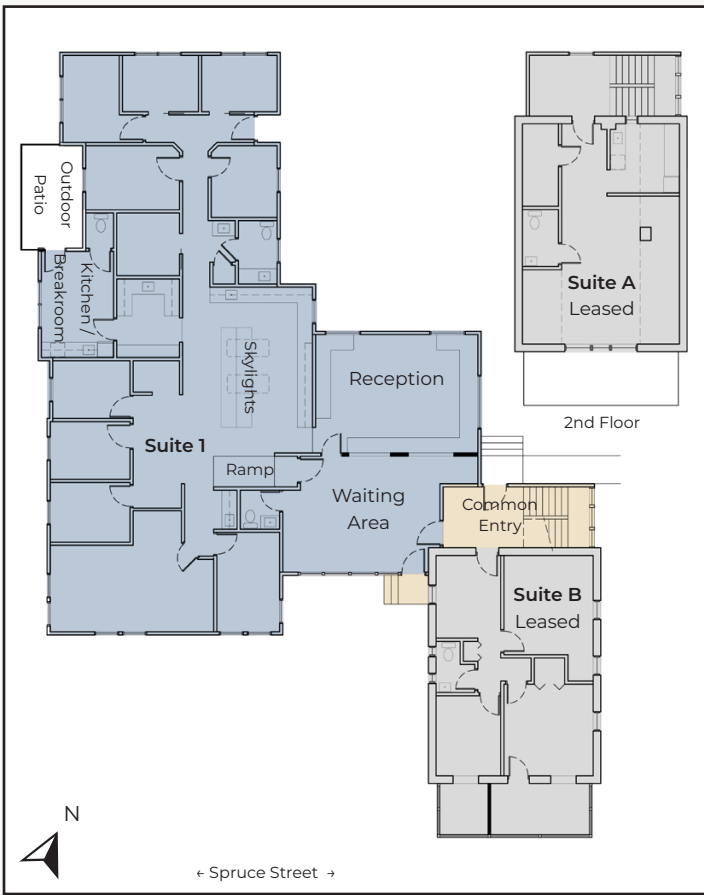 Outdoor
Patio
Kitchen /
Breakroom
Skylights
Suite 1
Ramp
Reception
Waiting
Area
Suite A
Leased
2nd Floor
Common
Entry
Suite B
Leased
N
← Spruce Street →